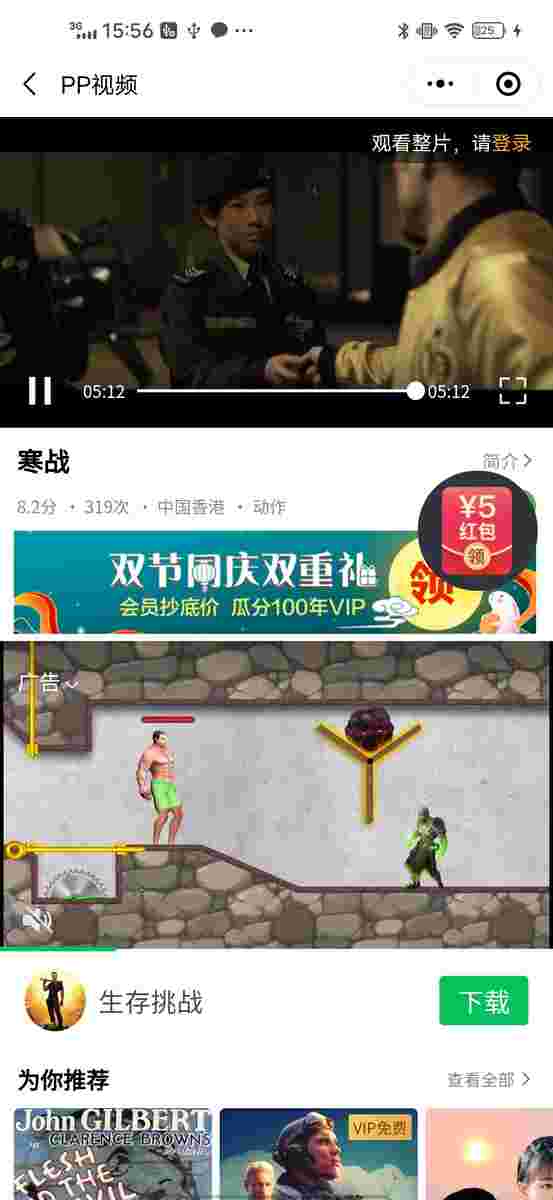 3G 15:56 25
PP视频
观看整片，请登录
05:12 05:12
寒战 简介
8.2分 · 319次 · 中国香港 · 动作
¥5
红包
领
双节同庆双重礼
领
会员抄底价 瓜分100年VIP
广告
生存挑战 下载
为你推荐 查看全部
John GILBERT
CLARENCE BROWNS
FLESH
THE
VIP免费